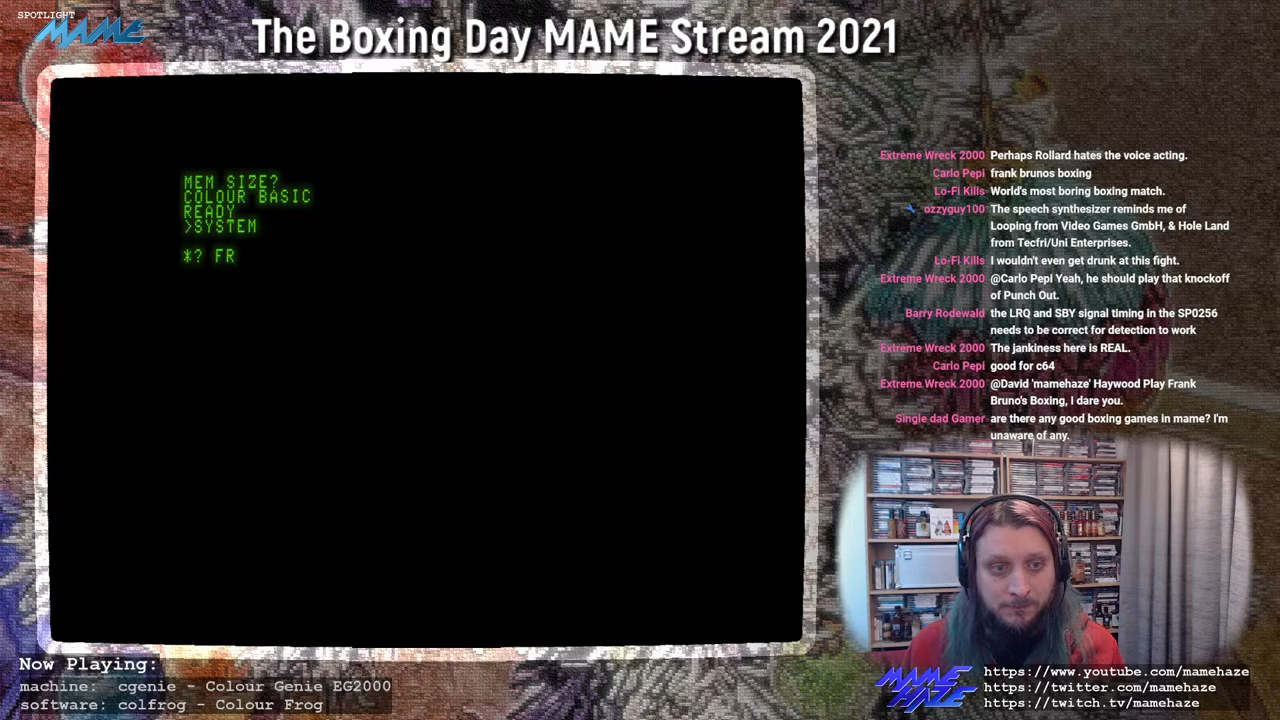 SPOTLIGHT
MAME
The Boxing Day MAME Stream 2021
MEM SIZE?
COLOUR BASIC
READY
>SYSTEM
*? FR
Extreme Wreck 2000 Perhaps Rollard hates the voice acting.
Carlo Pepi frank brunos boxing
Lo-Fi Kills World's most boring boxing match.
ozzyguy100 The speech synthesizer reminds me of
Looping from Video Games GmbH, & Hole Land
from Tecfri/Uni Enterprises.
Lo-Fi Kills I wouldn't even get drunk at this fight.
Extreme Wreck 2000 @Carlo Pepi Yeah, he should play that knockoff
of Punch Out.
Barry Rodewald the LRQ and SBY signal timing in the SP0256
needs to be correct for detection to work
Extreme Wreck 2000 The jankiness here is REAL.
Carlo Pepi good for c64
Extreme Wreck 2000 @David 'mamehaze' Haywood Play Frank
Bruno's Boxing, I dare you.
Single dad Gamer are there any good boxing games in mame? I'm
unaware of any.
Now Playing:
machine: cgenie - Colour Genie EG2000
software: colfrog - Colour Frog
MAME
HAZE
https://www.youtube.com/mamehaze
https://twitter.com/mamehaze
https://twitch.tv/mamehaze